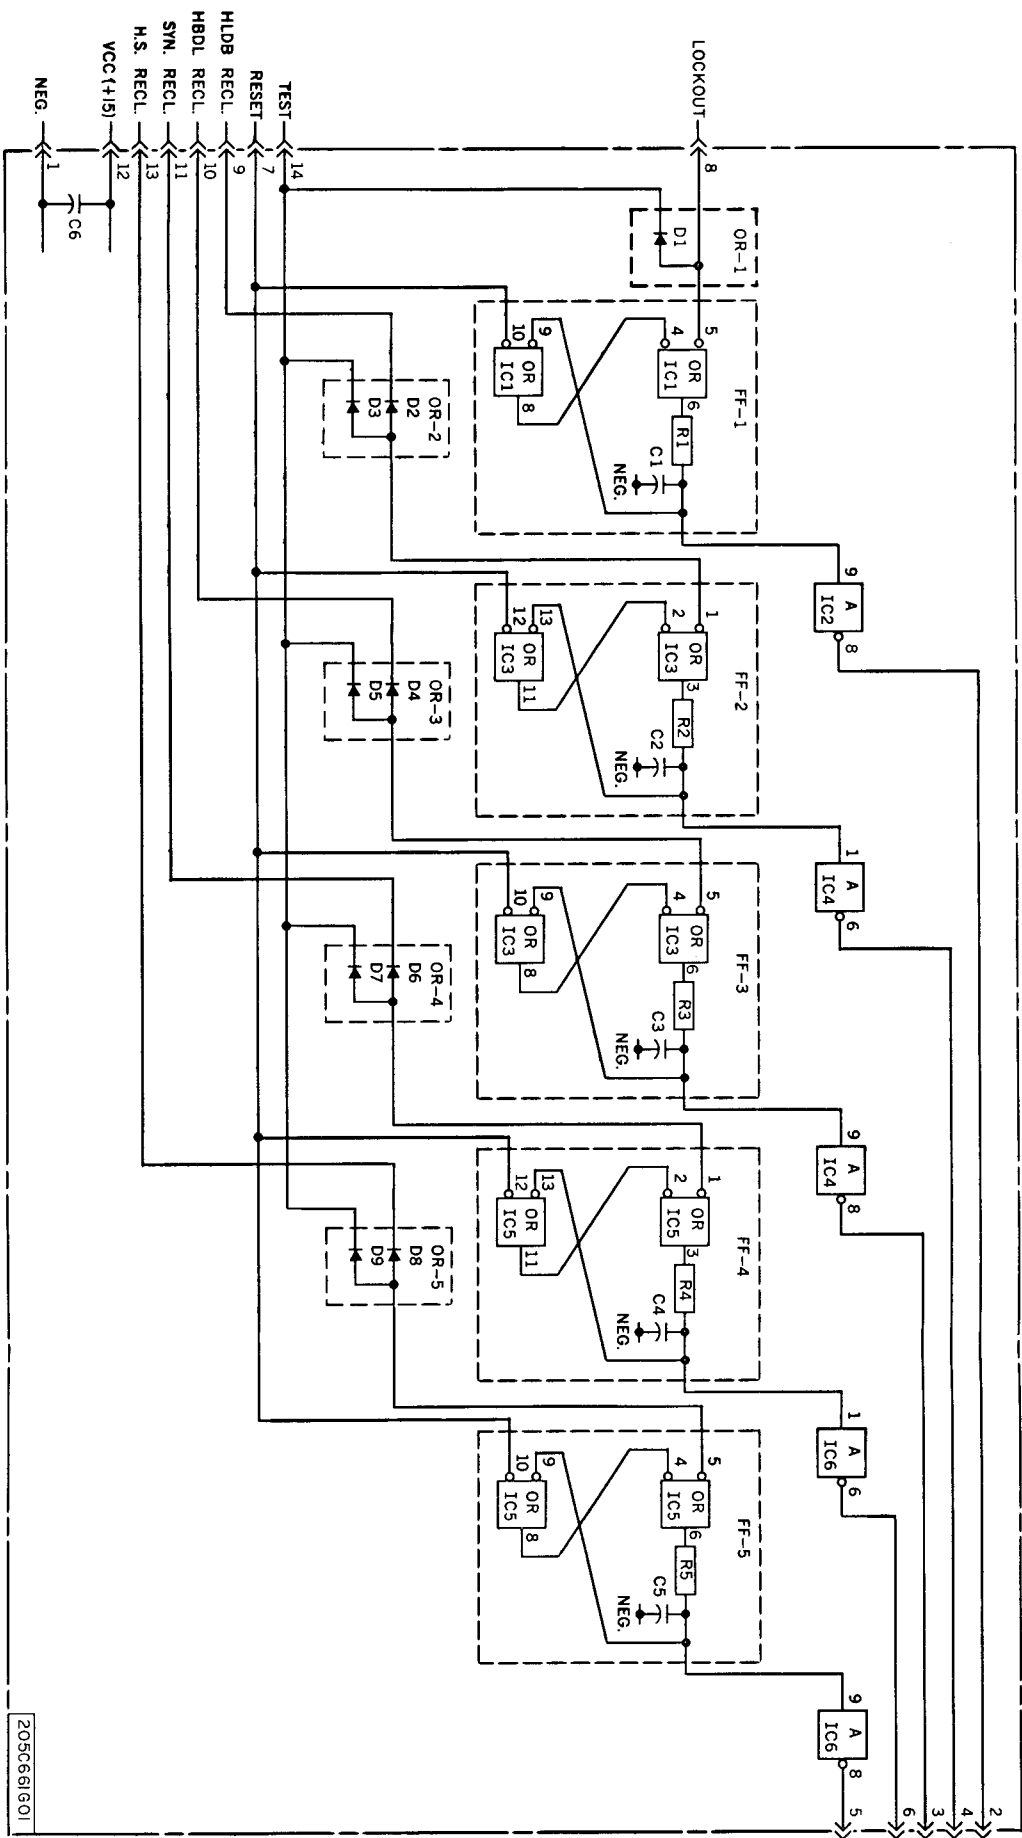 LOCKOUT
TEST
RESET
HLDB RECL.
HBDL RECL.
SYN. RECL.
H.S. RECL.
VCC (+15)
NEG.
8
14
7
9
10
11
13
12
1
C6
OR-1
D1
FF-1
5
4
OR
IC1
6
R1
C1
NEG.
10
9
OR
IC1
8
OR-2
D2
D3
9
A
IC2
8
FF-2
1
2
OR
IC3
3
R2
C2
NEG.
12
13
OR
IC3
11
OR-3
D4
D5
1
A
IC4
6
FF-3
5
4
OR
IC3
6
R3
C3
NEG.
10
9
OR
IC3
8
OR-4
D6
D7
9
A
IC4
8
FF-4
1
2
OR
IC5
3
R4
C4
NEG.
12
13
OR
IC5
11
OR-5
D8
D9
1
A
IC6
6
FF-5
5
4
OR
IC5
6
R5
C5
NEG.
10
9
OR
IC5
8
9
A
IC6
8
2
4
3
6
5
205C661G01